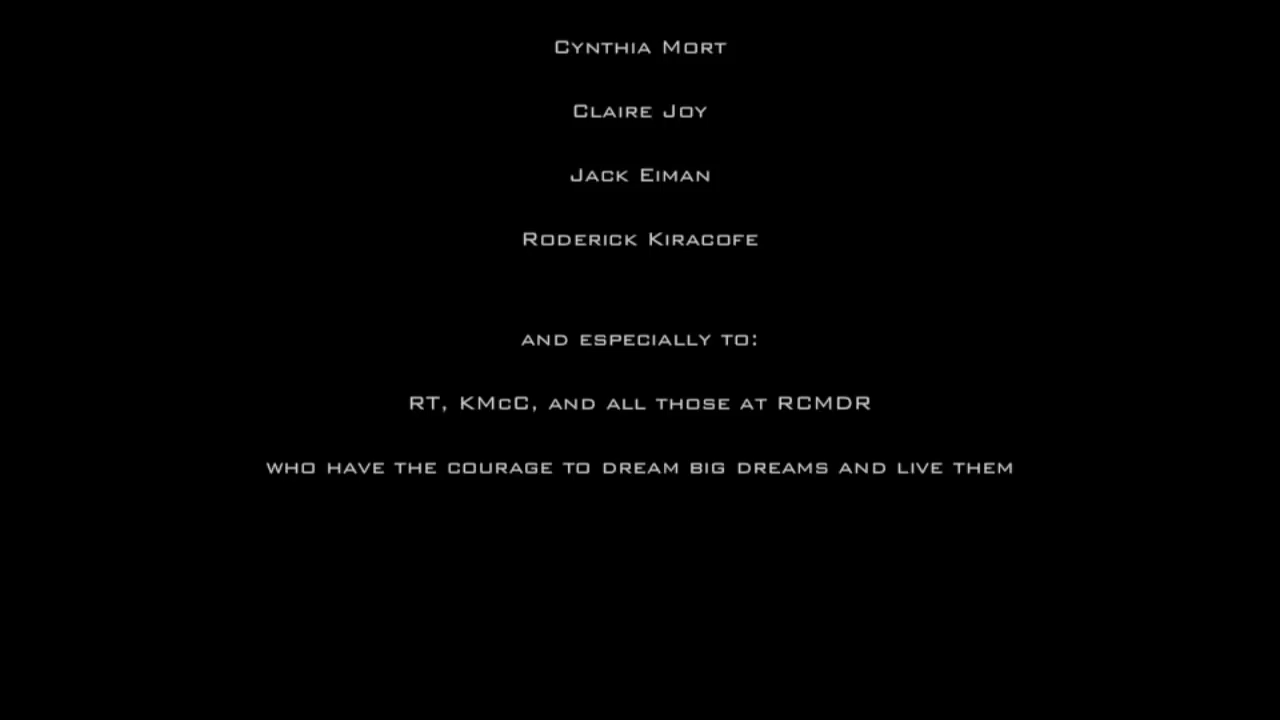 Cynthia Mort
Claire Joy
Jack Eiman
Roderick Kiracofe
and especially to:
RT, KMcC, and all those at RCMDR
who have the courage to dream big dreams and live them